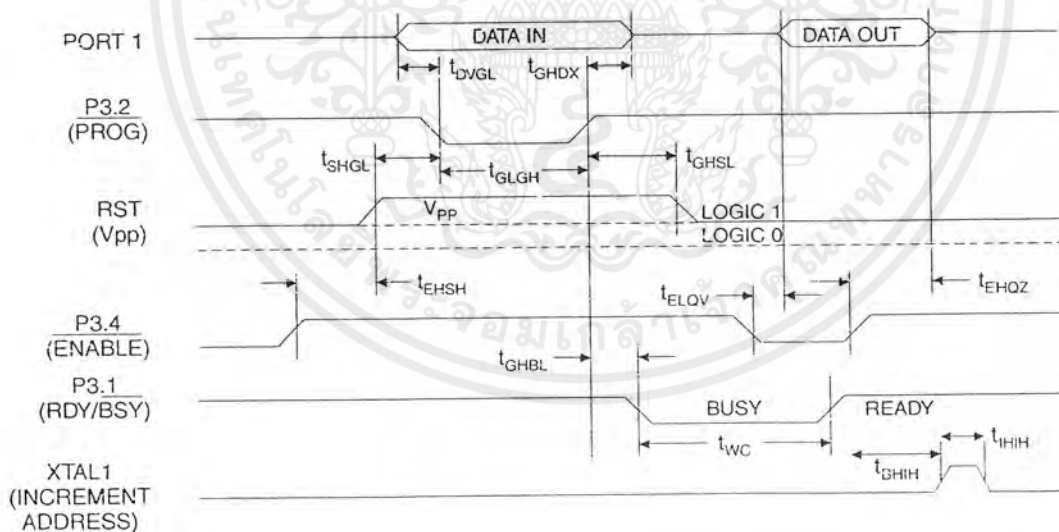 PORT 1
DATA IN
DATA OUT
tDVGL
tGHDX
P3.2
(PROG)
tSHGL
tGLGH
tGHSL
RST
(Vpp)
VPP
LOGIC 1
LOGIC 0
tEHSH
tELQV
tEHQZ
P3.4
(ENABLE)
tGHBL
P3.1
(RDY/BSY)
BUSY
READY
tWC
tIHIH
tBHIH
XTAL1
(INCREMENT
ADDRESS)